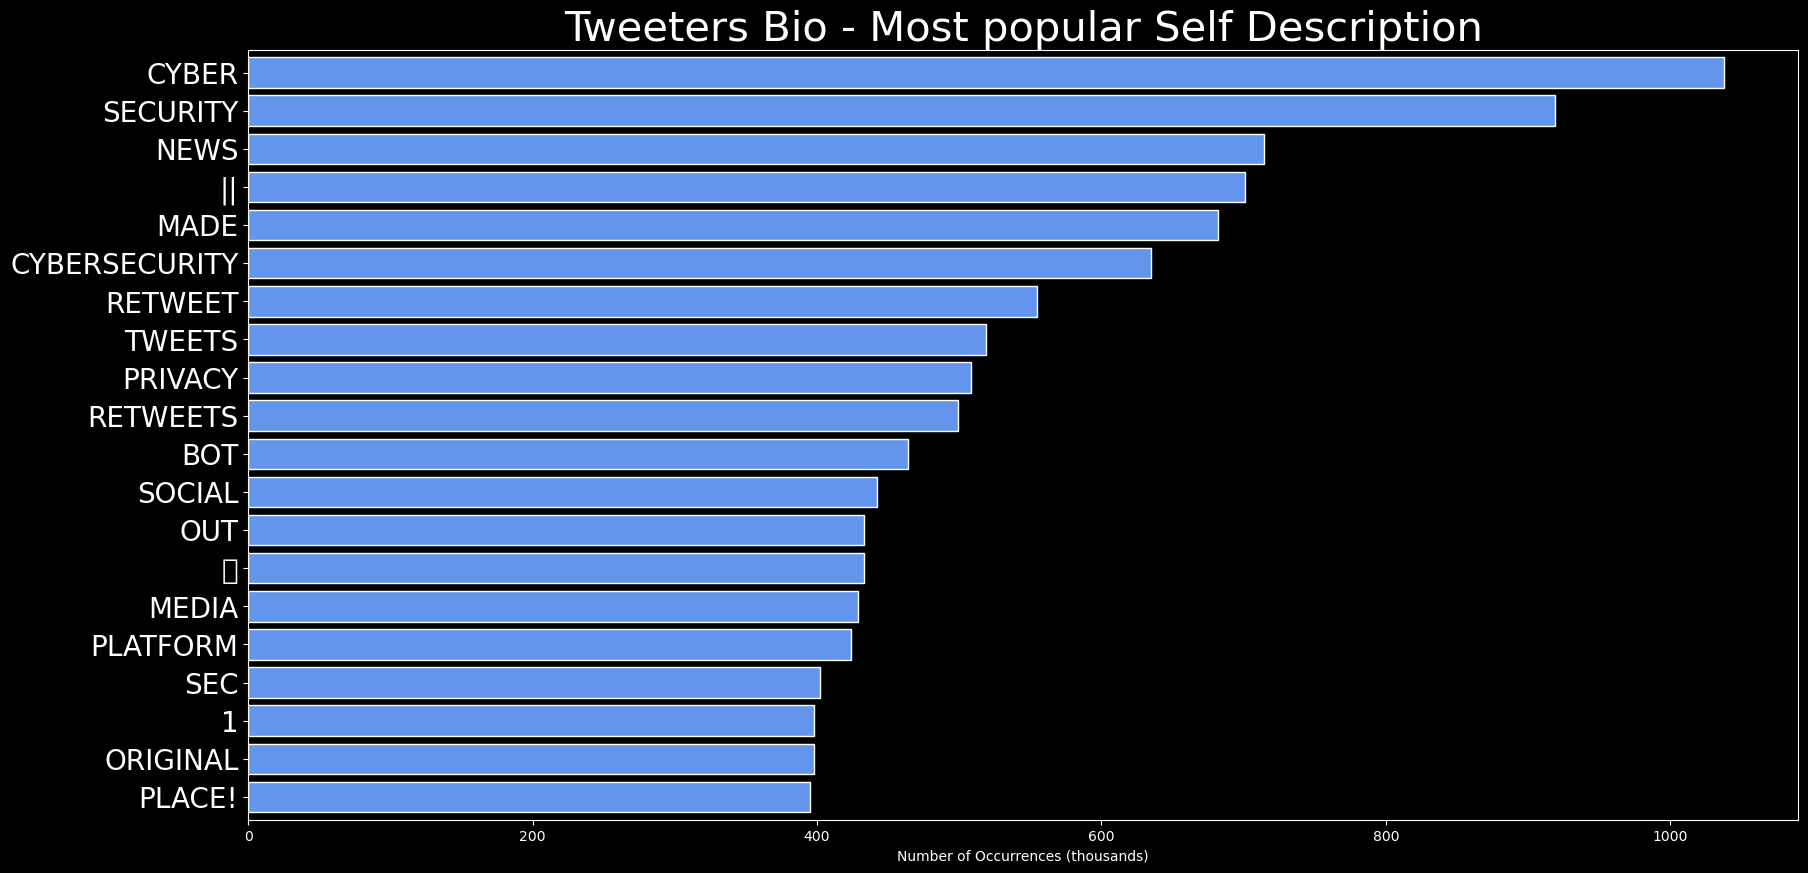 Tweeters Bio - Most popular Self Description
CYBER
SECURITY
NEWS
||
MADE
CYBERSECURITY
RETWEET
TWEETS
PRIVACY
RETWEETS
BOT
SOCIAL
OUT
▯
MEDIA
PLATFORM
SEC
1
ORIGINAL
PLACE!
0 200 400 600 800 1000
Number of Occurrences (thousands)